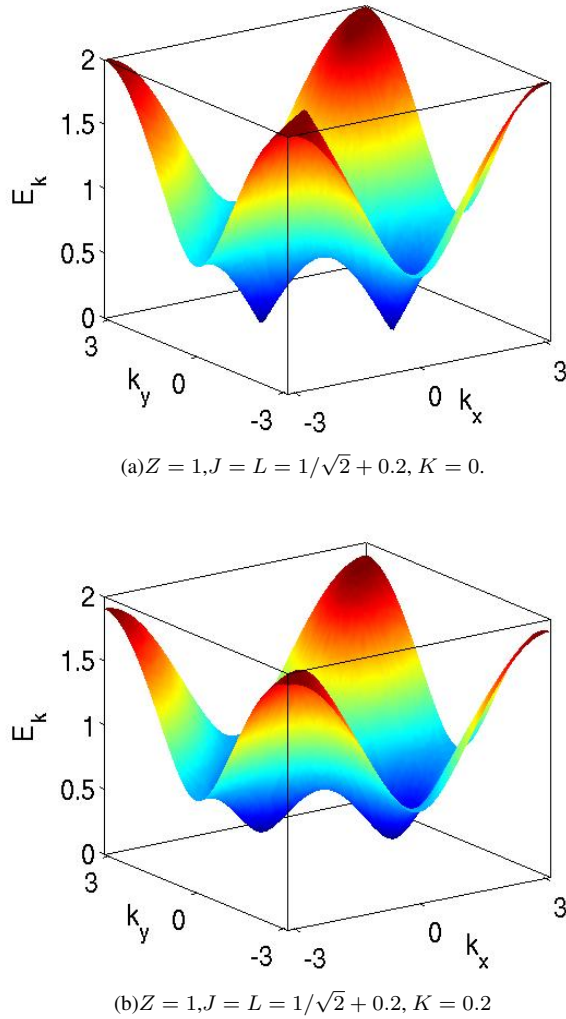 2
1.5
1
0.5
0
E_k
3
0
-3
k_y
-3
0
3
k_x
(a)Z = 1,J = L = 1/√2 + 0.2, K = 0.
2
1.5
1
0.5
0
E_k
3
0
-3
k_y
-3
0
3
k_x
(b)Z = 1,J = L = 1/√2 + 0.2, K = 0.2